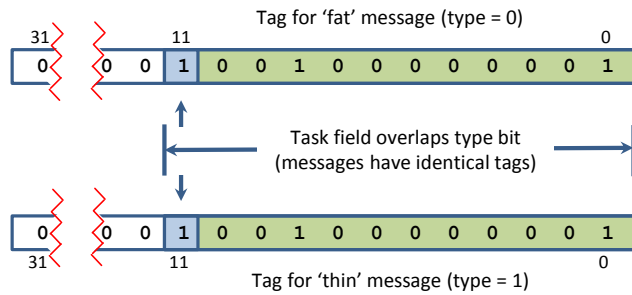 Tag for ‘fat’ message (type = 0)
31 11 0
0 0 0 1 0 0 1 0 0 0 0 0 0 0 1
Task field overlaps type bit
(messages have identical tags)
0 0 0 1 0 0 1 0 0 0 0 0 0 0 1
31 11 0
Tag for ‘thin’ message (type = 1)